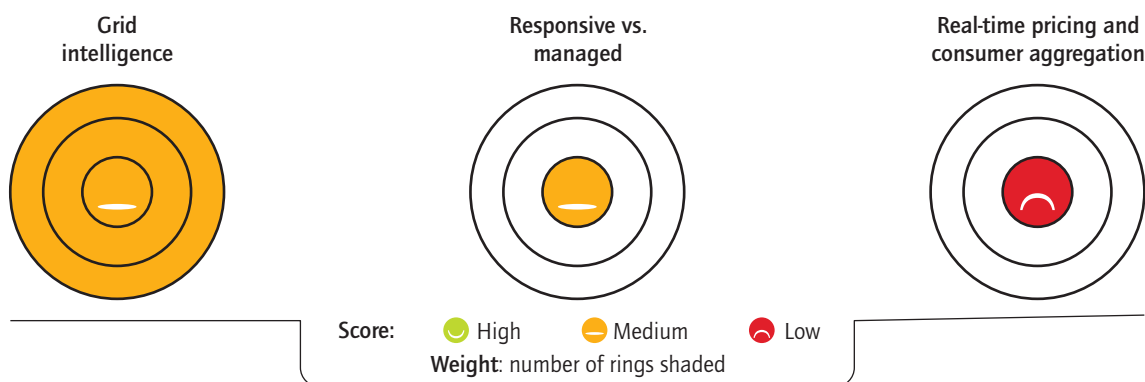 Grid
intelligence
Responsive vs.
managed
Real-time pricing and
consumer aggregation
Score: High Medium Low
Weight: number of rings shaded